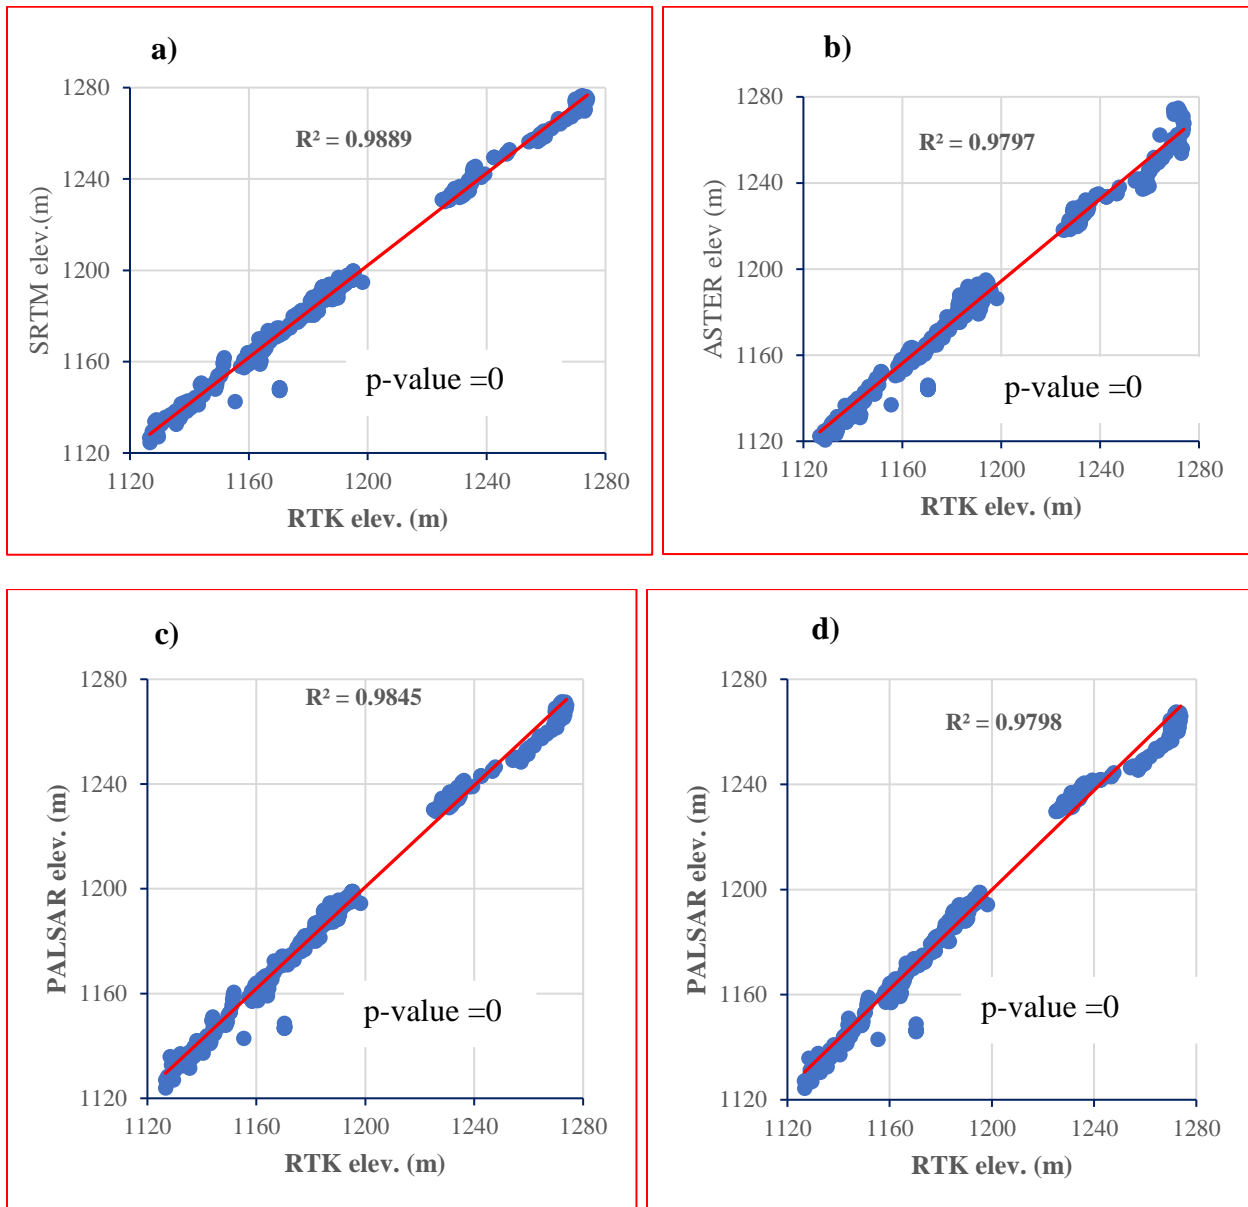 a)
R² = 0.9889
p-value =0
SRTM elev.(m)
1280
1240
1200
1160
1120
1120 1160 1200 1240 1280
RTK elev. (m)
b)
R² = 0.9797
p-value =0
ASTER elev (m)
1280
1240
1200
1160
1120
1120 1160 1200 1240 1280
RTK elev. (m)
c)
R² = 0.9845
p-value =0
PALSAR elev. (m)
1280
1240
1200
1160
1120
1120 1160 1200 1240 1280
RTK elev. (m)
d)
R² = 0.9798
p-value =0
PALSAR elev. (m)
1280
1240
1200
1160
1120
1120 1160 1200 1240 1280
RTK elev. (m)